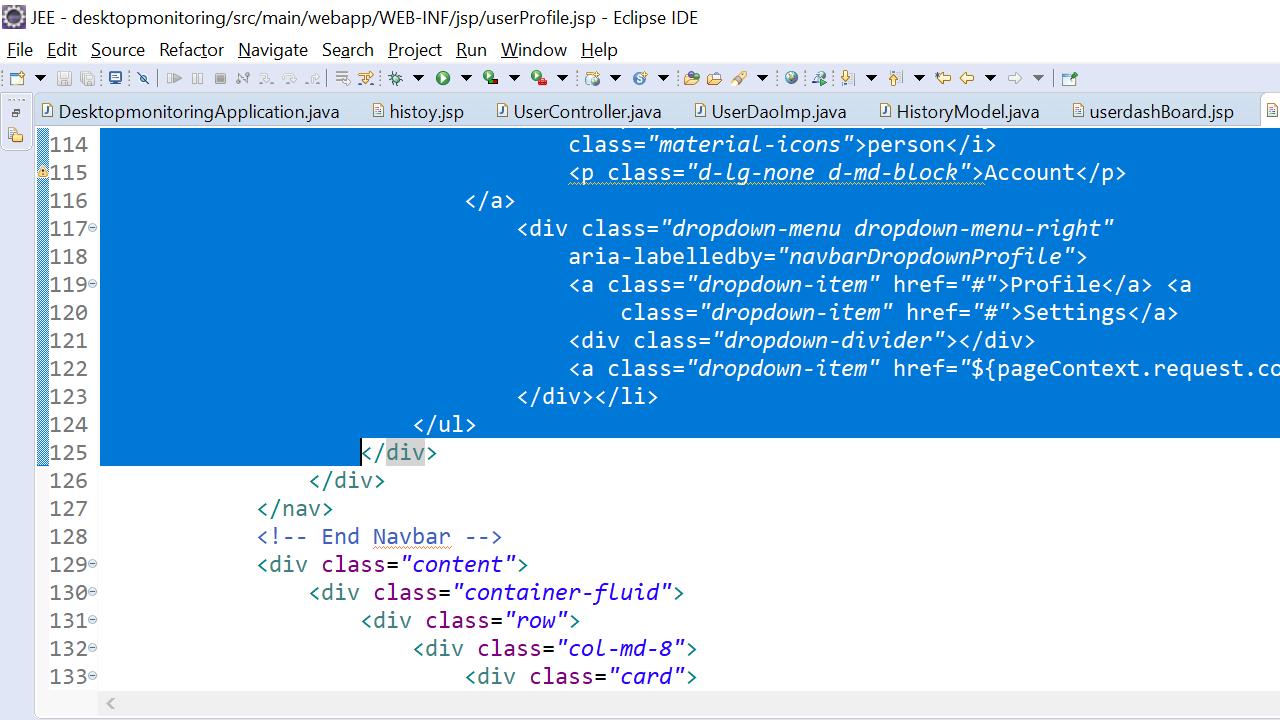 JEE - desktopmonitoring/src/main/webapp/WEB-INF/jsp/userProfile.jsp - Eclipse IDE
File Edit Source Refactor Navigate Search Project Run Window Help
DesktopmonitoringApplication.java histoy.jsp UserController.java UserDaoImp.java HistoryModel.java userdashBoard.jsp
114 class="material-icons">person</i>
115 <p class="d-lg-none d-md-block">Account</p>
116 </a>
117 <div class="dropdown-menu dropdown-menu-right"
118 aria-labelledby="navbarDropdownProfile">
119 <a class="dropdown-item" href="#">Profile</a> <a
120 class="dropdown-item" href="#">Settings</a>
121 <div class="dropdown-divider"></div>
122 <a class="dropdown-item" href="${pageContext.request.co
123 </div></li>
124 </ul>
125 </div>
126 </div>
127 </nav>
128 <!-- End Navbar -->
129 <div class="content">
130 <div class="container-fluid">
131 <div class="row">
132 <div class="col-md-8">
133 <div class="card">